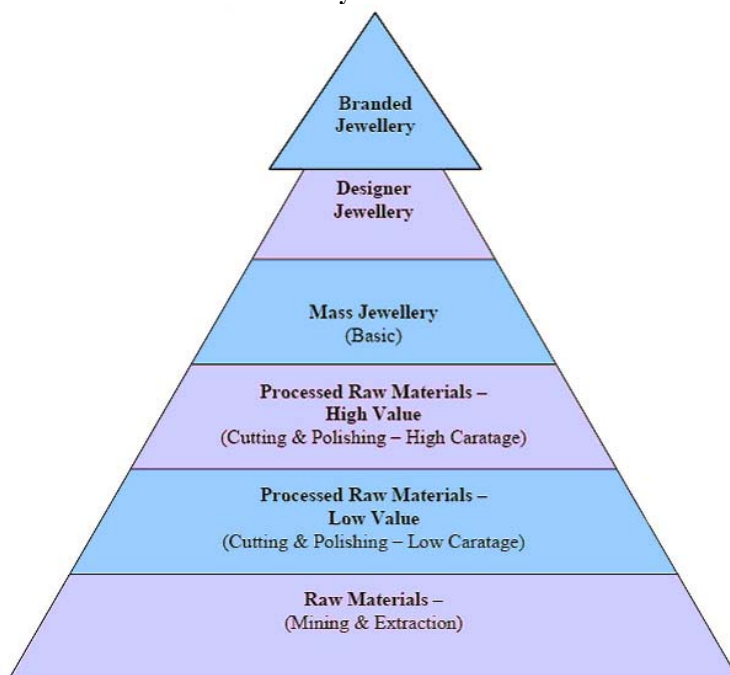 Branded
Jewellery
Designer
Jewellery
Mass Jewellery
(Basic)
Processed Raw Materials –
High Value
(Cutting & Polishing – High Caratage)
Processed Raw Materials –
Low Value
(Cutting & Polishing – Low Caratage)
Raw Materials –
(Mining & Extraction)